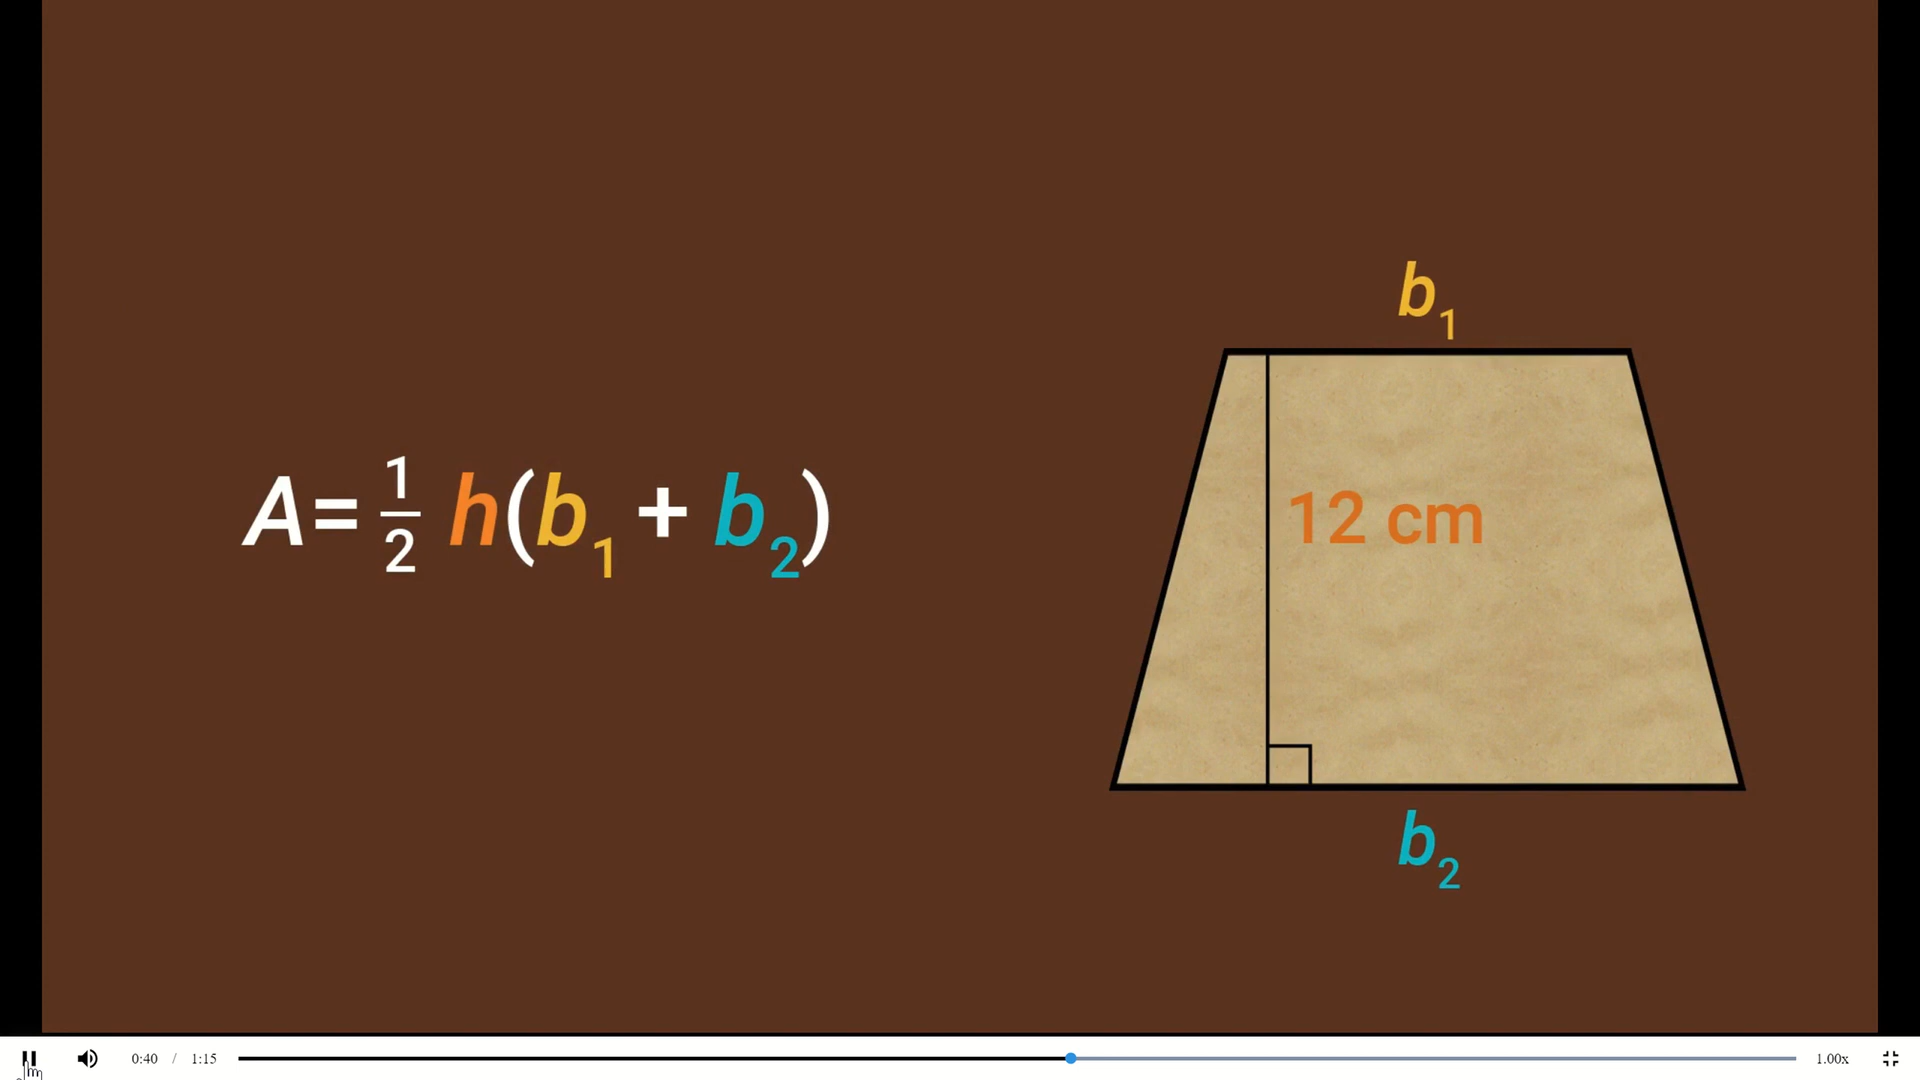 b₁
A= 1/2 h(b₁ + b₂)
12 cm
b₂
0:40 / 1:15
1.00x